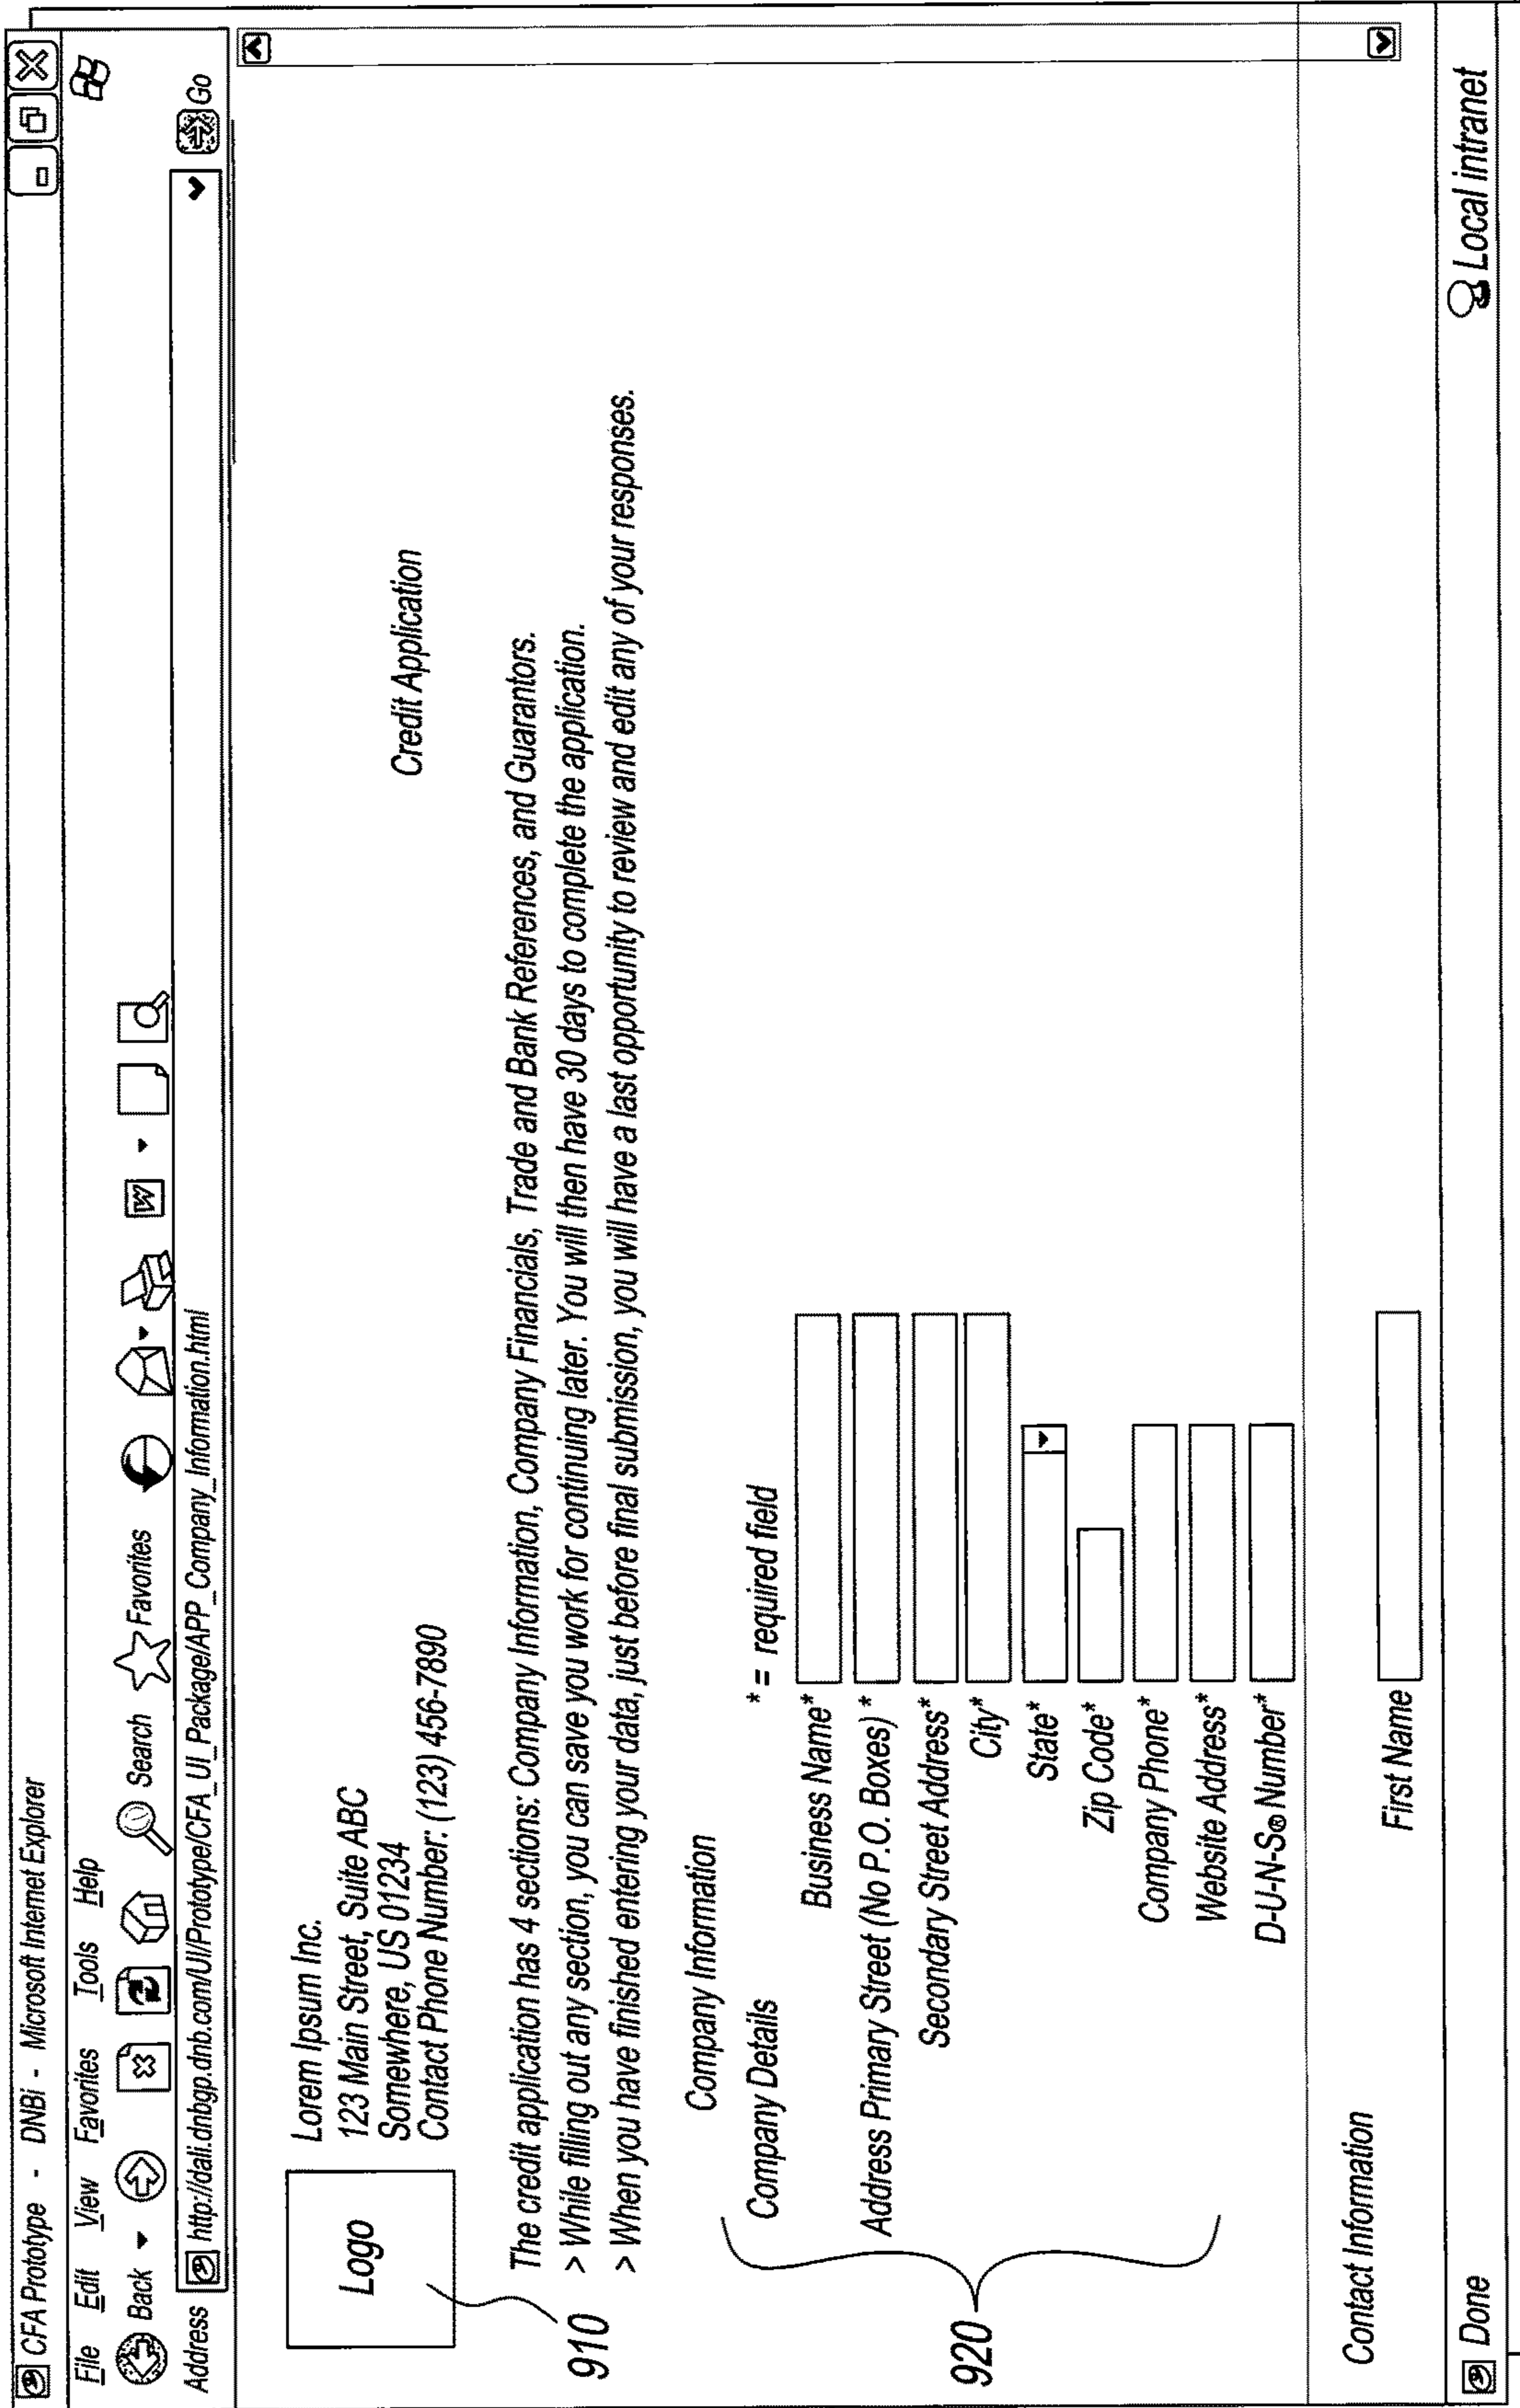 CFA Prototype - DNBi - Microsoft Internet Explorer
File Edit View Favorites Tools Help
Back Search Favorites W
Address http://dali.dnbgp.dnb.com/UI/Prototype/CFA_UI_Package/APP_Company_Information.html Go
Logo
Lorem Ipsum Inc.
123 Main Street, Suite ABC
Somewhere, US 01234
Contact Phone Number: (123) 456-7890
Credit Application
910
The credit application has 4 sections: Company Information, Company Financials, Trade and Bank References, and Guarantors.
> While filling out any section, you can save you work for continuing later. You will then have 30 days to complete the application.
> When you have finished entering your data, just before final submission, you will have a last opportunity to review and edit any of your responses.
Company Information
Company Details * = required field
920
Business Name*
Address Primary Street (No P.O. Boxes) *
Secondary Street Address*
City*
State*
Zip Code*
Company Phone*
Website Address*
D-U-N-S® Number*
Contact Information
First Name
Done Local intranet